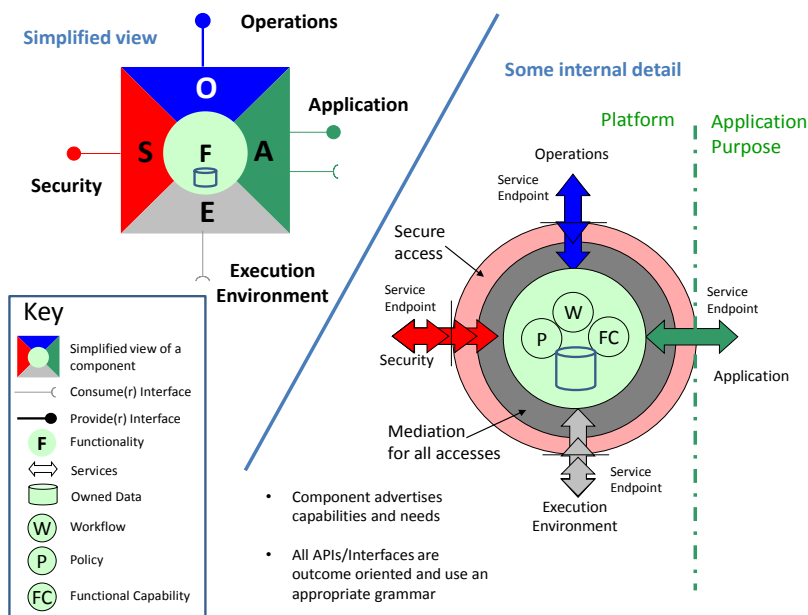 Simplified view
Operations
O
S
F
A
E
Application
Security
Execution
Environment
Key
Simplified view of a
component
Consume(r) Interface
Provide(r) Interface
F
Functionality
Services
Owned Data
W
Workflow
P
Policy
FC
Functional Capability
Some internal detail
Platform
Application
Purpose
Operations
Service
Endpoint
Secure
access
Service
Endpoint
Security
W
P
FC
Service
Endpoint
Application
Mediation
for all accesses
Service
Endpoint
Execution
Environment
• Component advertises
capabilities and needs
• All APIs/Interfaces are
outcome oriented and use an
appropriate grammar